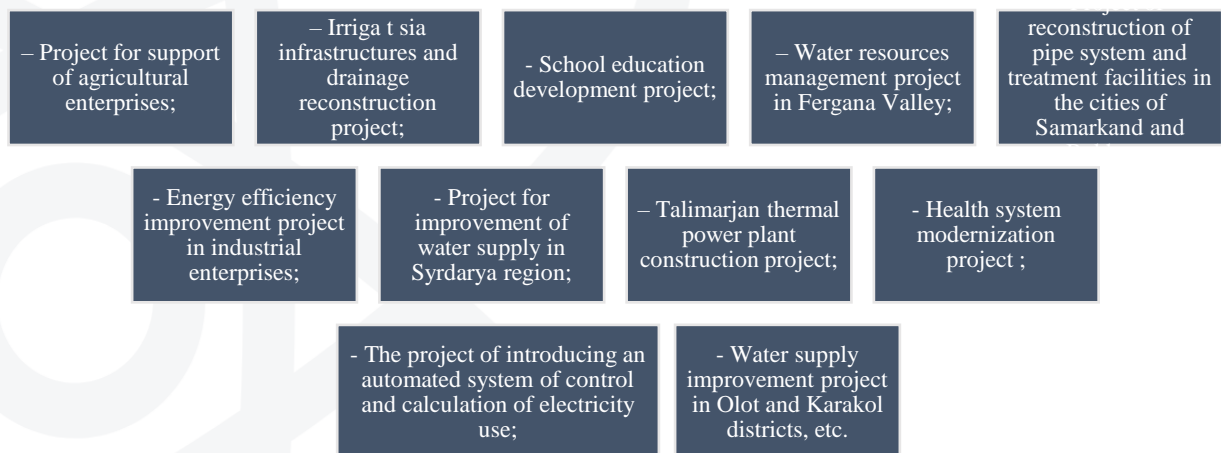 – Project for support
of agricultural
enterprises;
– Irriga t sia
infrastructures and
drainage
reconstruction
project;
- School education
development project;
– Water resources
management project
in Fergana Valley;
reconstruction of
pipe system and
treatment facilities in
the cities of
Samarkand and
- Energy efficiency
improvement project
in industrial
enterprises;
- Project for
improvement of
water supply in
Syrdarya region;
– Talimarjan thermal
power plant
construction project;
- Health system
modernization
project ;
- The project of introducing an
automated system of control
and calculation of electricity
use;
- Water supply
improvement project
in Olot and Karakol
districts, etc.